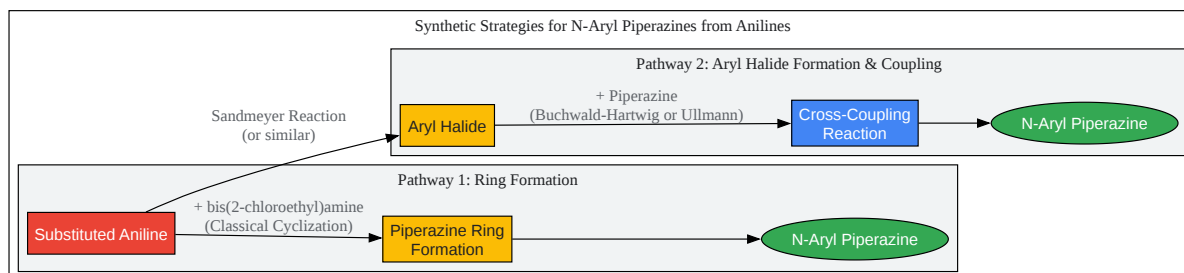 Synthetic Strategies for N-Aryl Piperazines from Anilines
Pathway 2: Aryl Halide Formation & Coupling
Sandmeyer Reaction
(or similar)
Aryl Halide
+ Piperazine
(Buchwald-Hartwig or Ullmann)
Cross-Coupling
Reaction
N-Aryl Piperazine
Pathway 1: Ring Formation
Substituted Aniline
+ bis(2-chloroethyl)amine
(Classical Cyclization)
Piperazine Ring
Formation
N-Aryl Piperazine